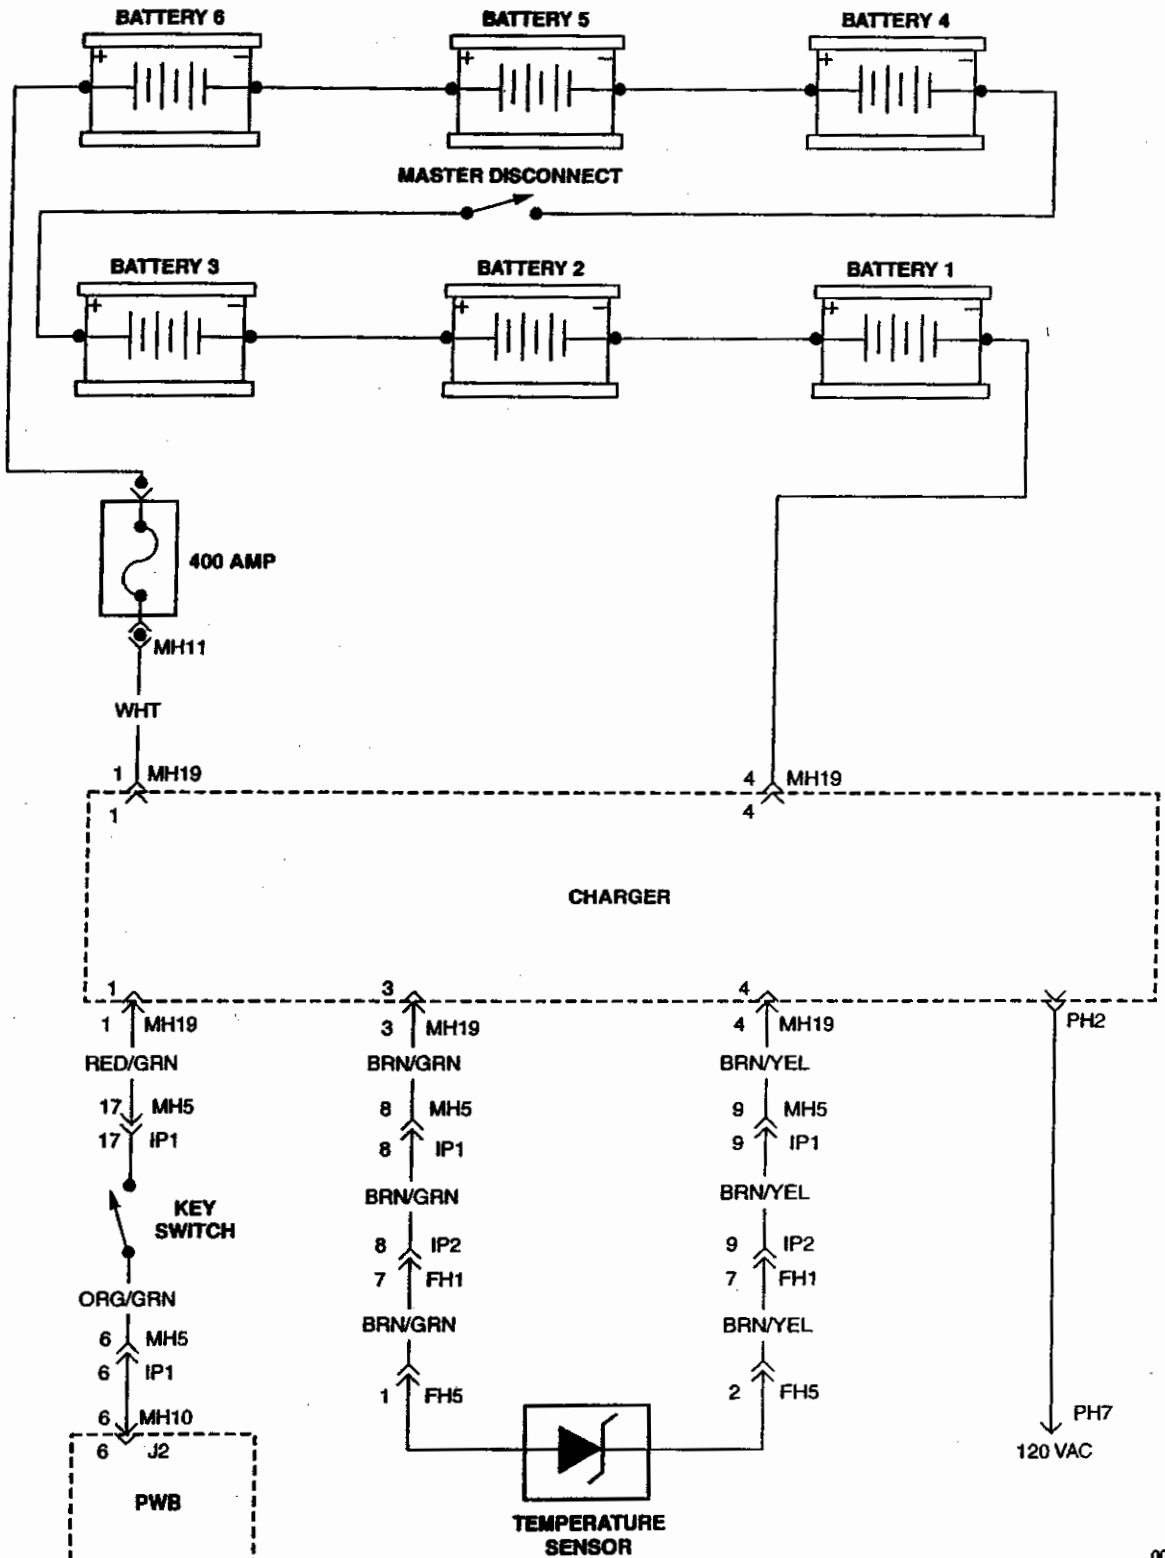 BATTERY 6
BATTERY 5
BATTERY 4
+ −
+ −
+ −
MASTER DISCONNECT
BATTERY 3
BATTERY 2
BATTERY 1
+ −
+ −
+ −
400 AMP
MH11
WHT
1 MH19
4 MH19
1
4
CHARGER
1
3
4
1 MH19
3 MH19
4 MH19
PH2
RED/GRN
BRN/GRN
BRN/YEL
17 MH5
8 MH5
9 MH5
17 IP1
8 IP1
9 IP1
BRN/GRN
BRN/YEL
KEY
SWITCH
8 IP2
9 IP2
7 FH1
7 FH1
ORG/GRN
BRN/GRN
BRN/YEL
6 MH5
6 IP1
1 FH5
2 FH5
6 MH10
PH7
6 J2
120 VAC
PWB
TEMPERATURE
SENSOR